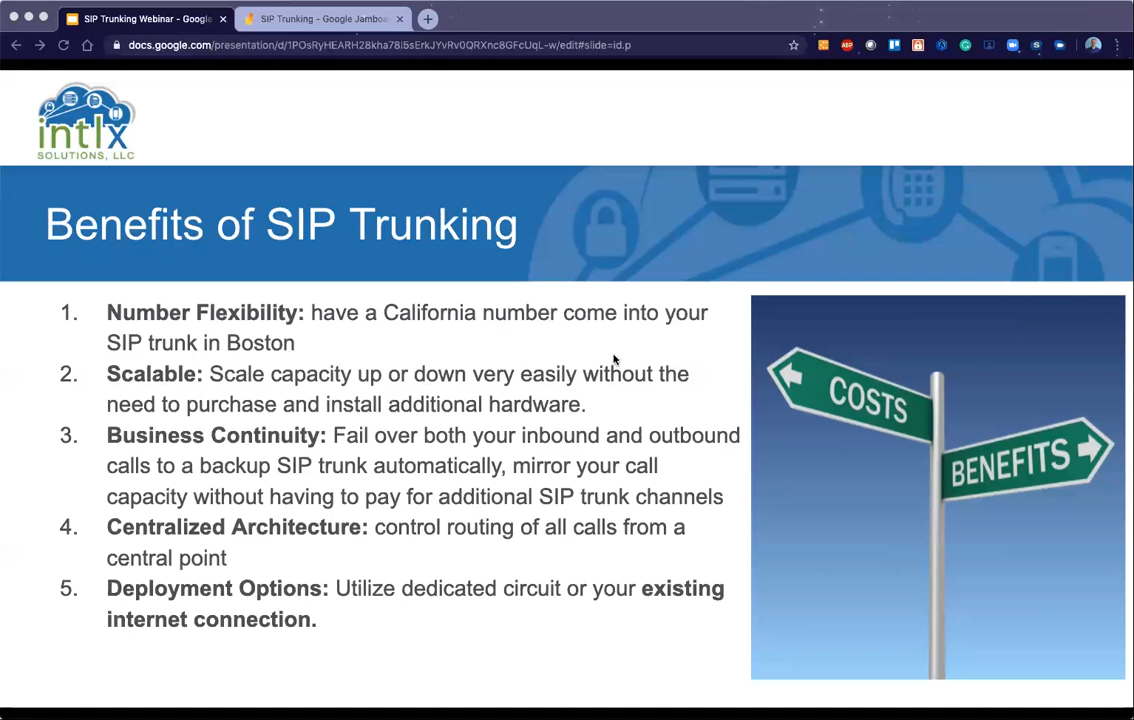 SIP Trunking Webinar - Google
SIP Trunking - Google Jamboa
docs.google.com/presentation/d/1POsRyHEARH28kha78I5sErkJYvRv0QRXnc8GFcUqL-w/edit#slide=id.p
ABP
intlx
SOLUTIONS, LLC
Benefits of SIP Trunking
1. Number Flexibility: have a California number come into your
SIP trunk in Boston
2. Scalable: Scale capacity up or down very easily without the
need to purchase and install additional hardware.
3. Business Continuity: Fail over both your inbound and outbound
calls to a backup SIP trunk automatically, mirror your call
capacity without having to pay for additional SIP trunk channels
4. Centralized Architecture: control routing of all calls from a
central point
5. Deployment Options: Utilize dedicated circuit or your existing
internet connection.
COSTS
BENEFITS